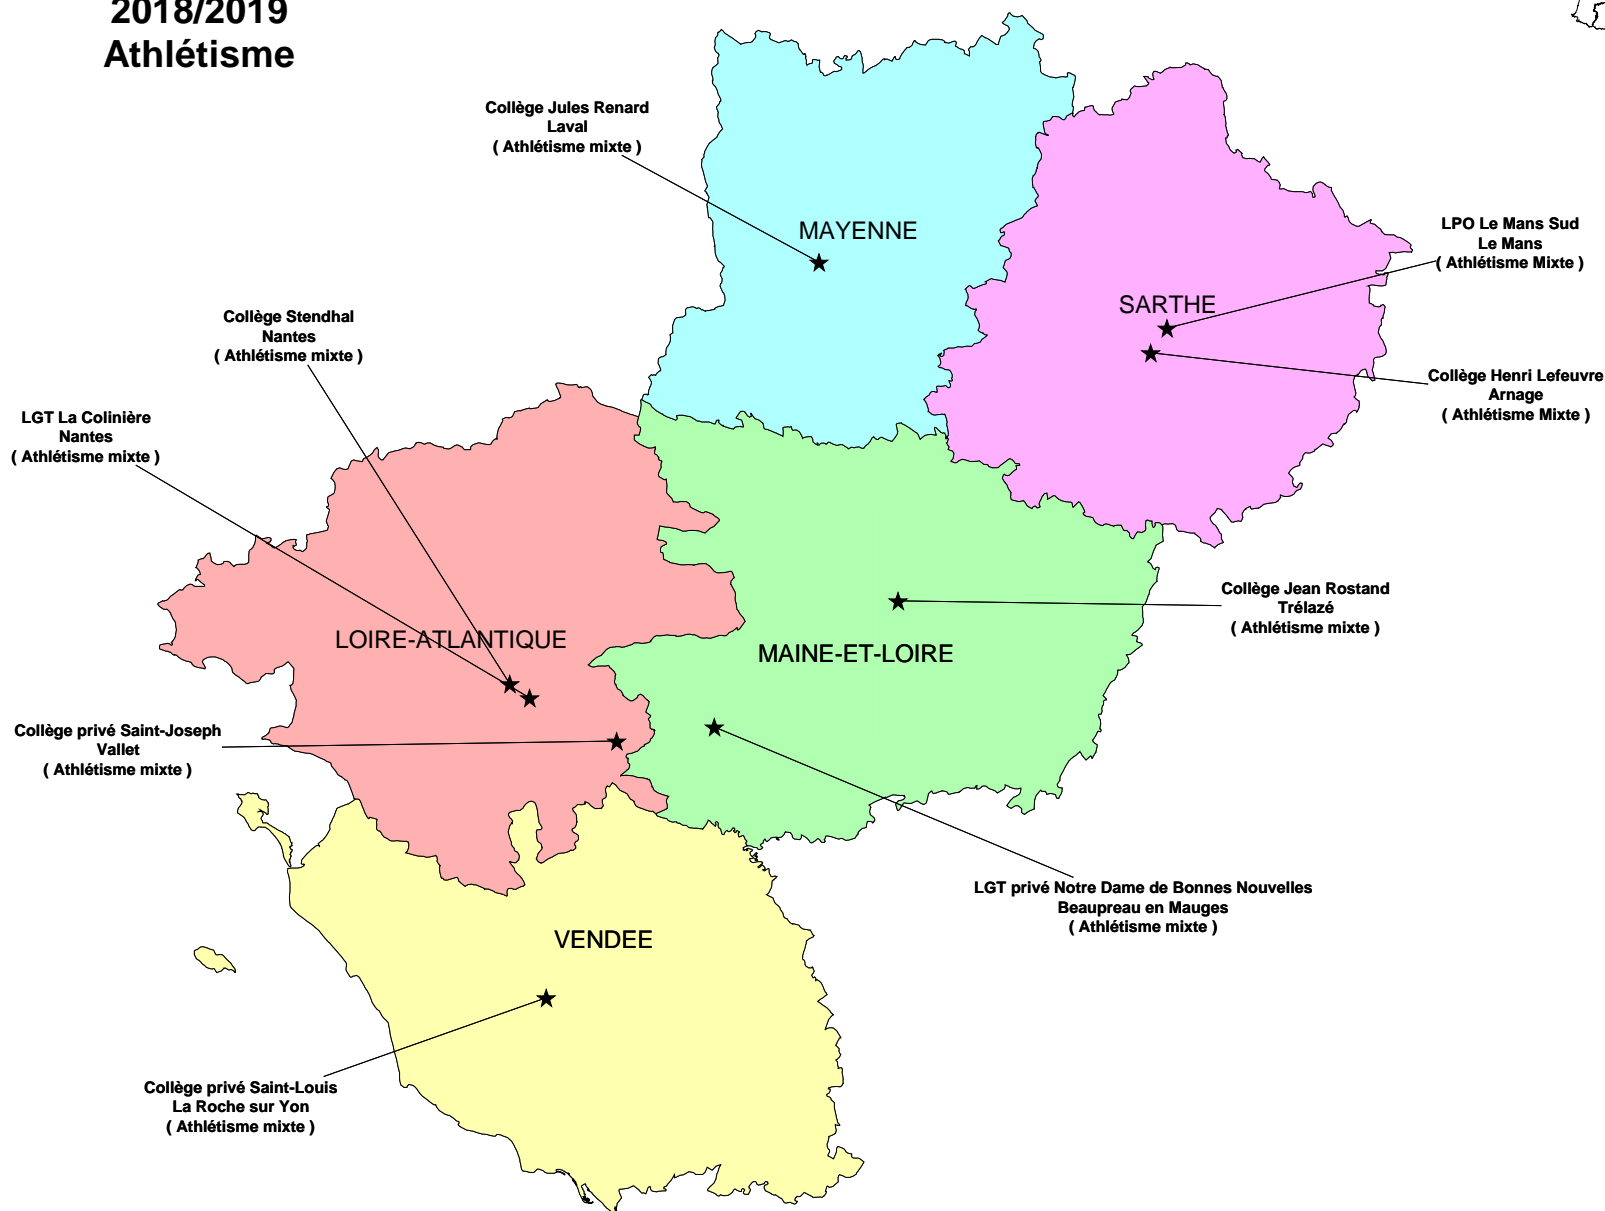 2018/2019
Athlétisme
Collège Jules Renard
Laval
( Athlétisme mixte )
MAYENNE
LPO Le Mans Sud
Le Mans
( Athlétisme Mixte )
SARTHE
Collège Stendhal
Nantes
( Athlétisme mixte )
Collège Henri Lefeuvre
Arnage
( Athlétisme Mixte )
LGT La Colinière
Nantes
( Athlétisme mixte )
Collège Jean Rostand
Trélazé
( Athlétisme mixte )
LOIRE-ATLANTIQUE
MAINE-ET-LOIRE
Collège privé Saint-Joseph
Vallet
( Athlétisme mixte )
LGT privé Notre Dame de Bonnes Nouvelles
Beaupreau en Mauges
( Athlétisme mixte )
VENDEE
Collège privé Saint-Louis
La Roche sur Yon
( Athlétisme mixte )